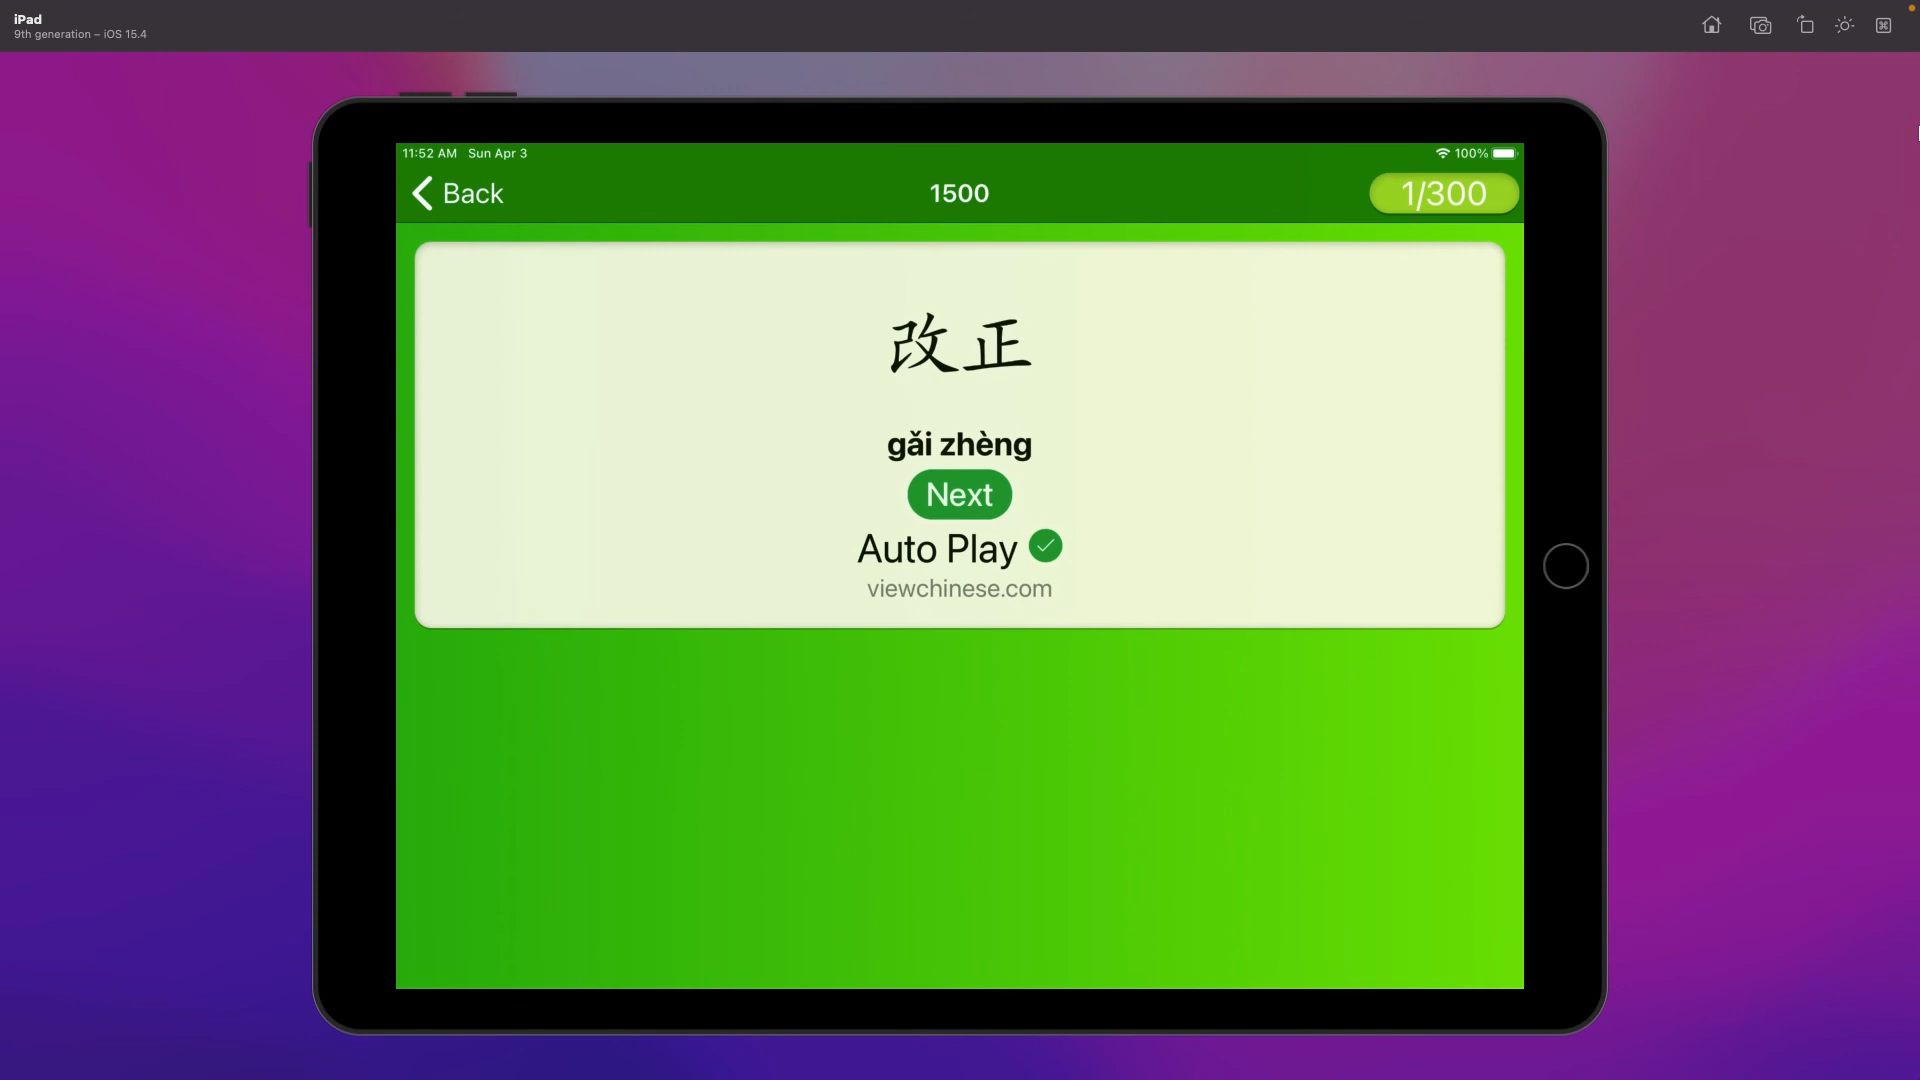 iPad
9th generation – iOS 15.4
11:52 AM Sun Apr 3
100%
Back
1500
1/300
改正
gǎi zhèng
Next
Auto Play
viewchinese.com